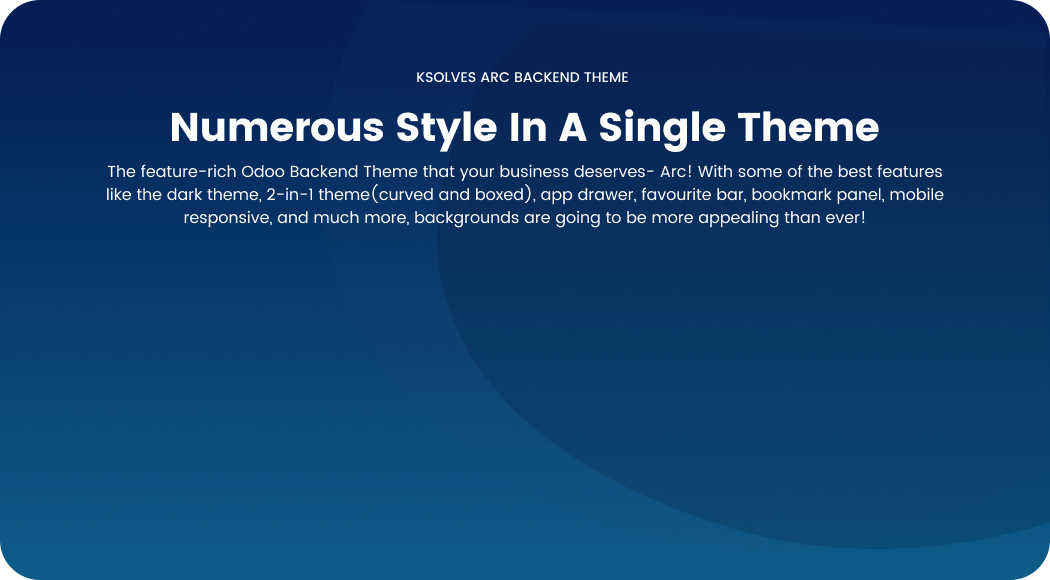 KSOLVES ARC BACKEND THEME
Numerous Style In A Single Theme
The feature-rich Odoo Backend Theme that your business deserves- Arc! With some of the best features
like the dark theme, 2-in-1 theme(curved and boxed), app drawer, favourite bar, bookmark panel, mobile
responsive, and much more, backgrounds are going to be more appealing than ever!